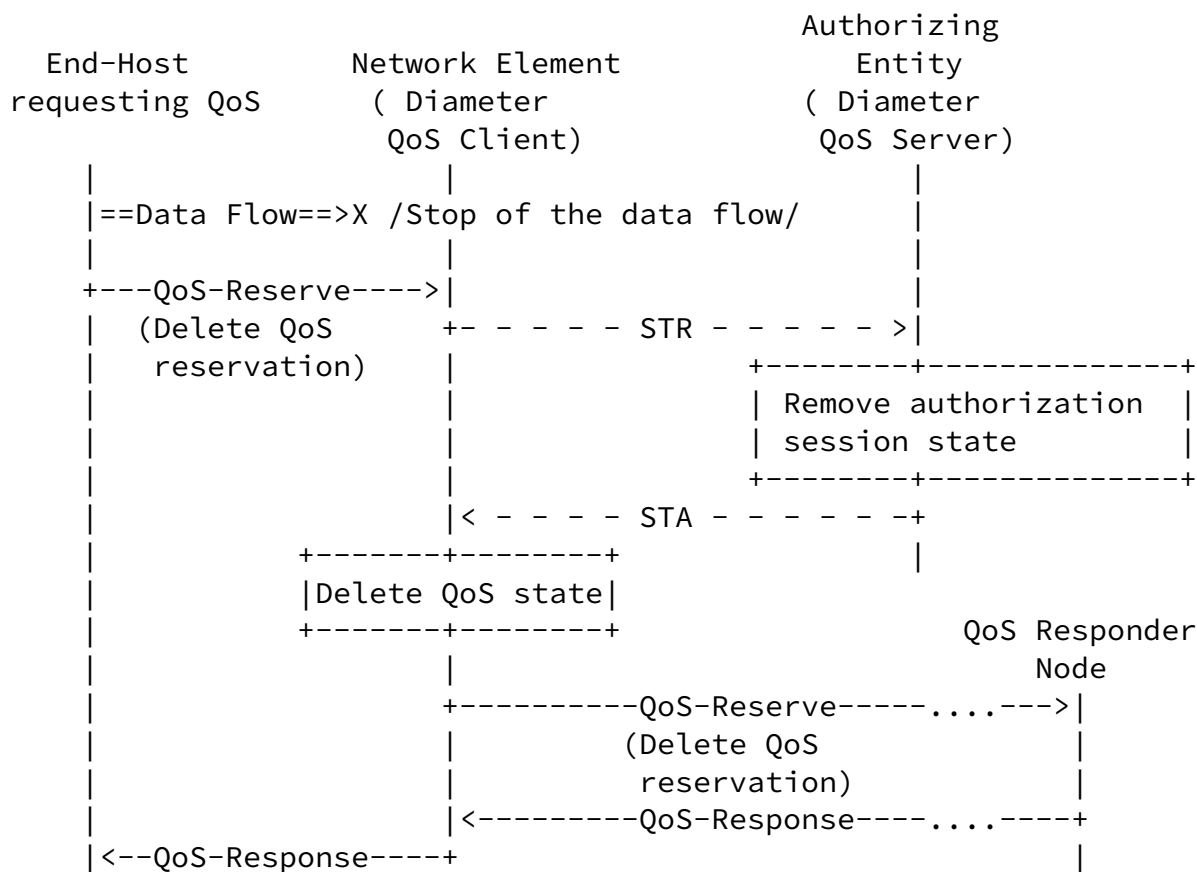 Authorizing
  End-Host         Network Element                  Entity
requesting QoS      ( Diameter                   ( Diameter
                      QoS Client)                  QoS Server)
     |                     |                            |
     |==Data Flow==>X /Stop of the data flow/           |
     |                     |                            |
     +---QoS-Reserve---->|                            |
     |  (Delete QoS        +- - - - - STR - - - - - >|
     |   reservation)      |                 +--------+--------------+
     |                     |                 | Remove authorization  |
     |                     |                 | session state         |
     |                     |                 +--------+--------------+
     |                     |< - - - - STA - - - - - -+
     |            +-------+--------+                 |
     |            |Delete QoS state|
     |            +-------+--------+                    QoS Responder
     |                     |                                Node
     |                     +----------QoS-Reserve-----....--->|
     |                     |         (Delete QoS              |
     |                     |          reservation)            |
     |                     |<---------QoS-Response----....----+
     |<--QoS-Response----+                                    |